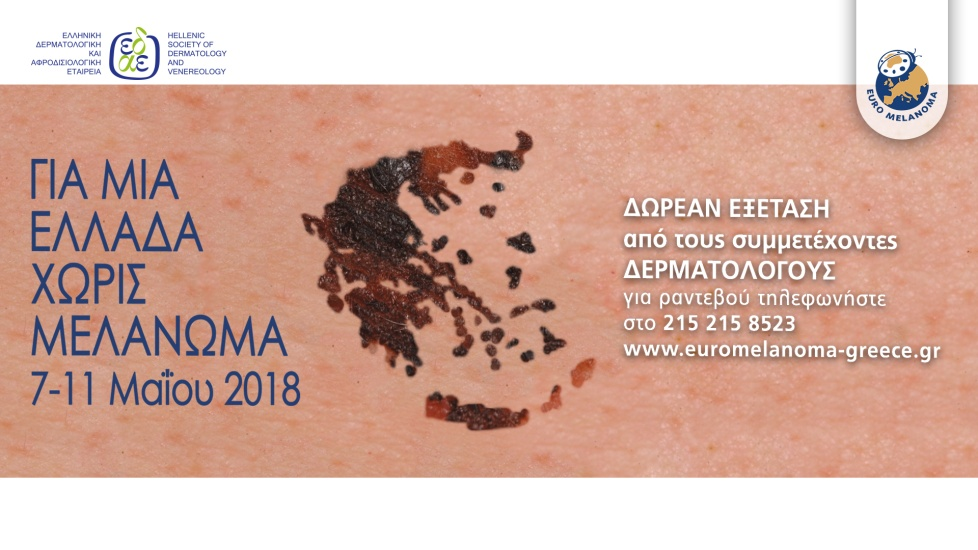 ΕΛΛΗΝΙΚΗ
ΔΕΡΜΑΤΟΛΟΓΙΚΗ
ΚΑΙ
ΑΦΡΟΔΙΣΙΟΛΟΓΙΚΗ
ΕΤΑΙΡΕΙΑ
εδαε
HELLENIC
SOCIETY OF
DERMATOLOGY
AND
VENEREOLOGY
EURO MELANOMA
ΓΙΑ ΜΙΑ
ΕΛΛΑΔΑ
ΧΩΡΙΣ
ΜΕΛΑΝΩΜΑ
7-11 Μαΐου 2018
ΔΩΡΕΑΝ ΕΞΕΤΑΣΗ
από τους συμμετέχοντες
ΔΕΡΜΑΤΟΛΟΓΟΥΣ
για ραντεβού τηλεφωνήστε
στο 215 215 8523
www.euromelanoma-greece.gr